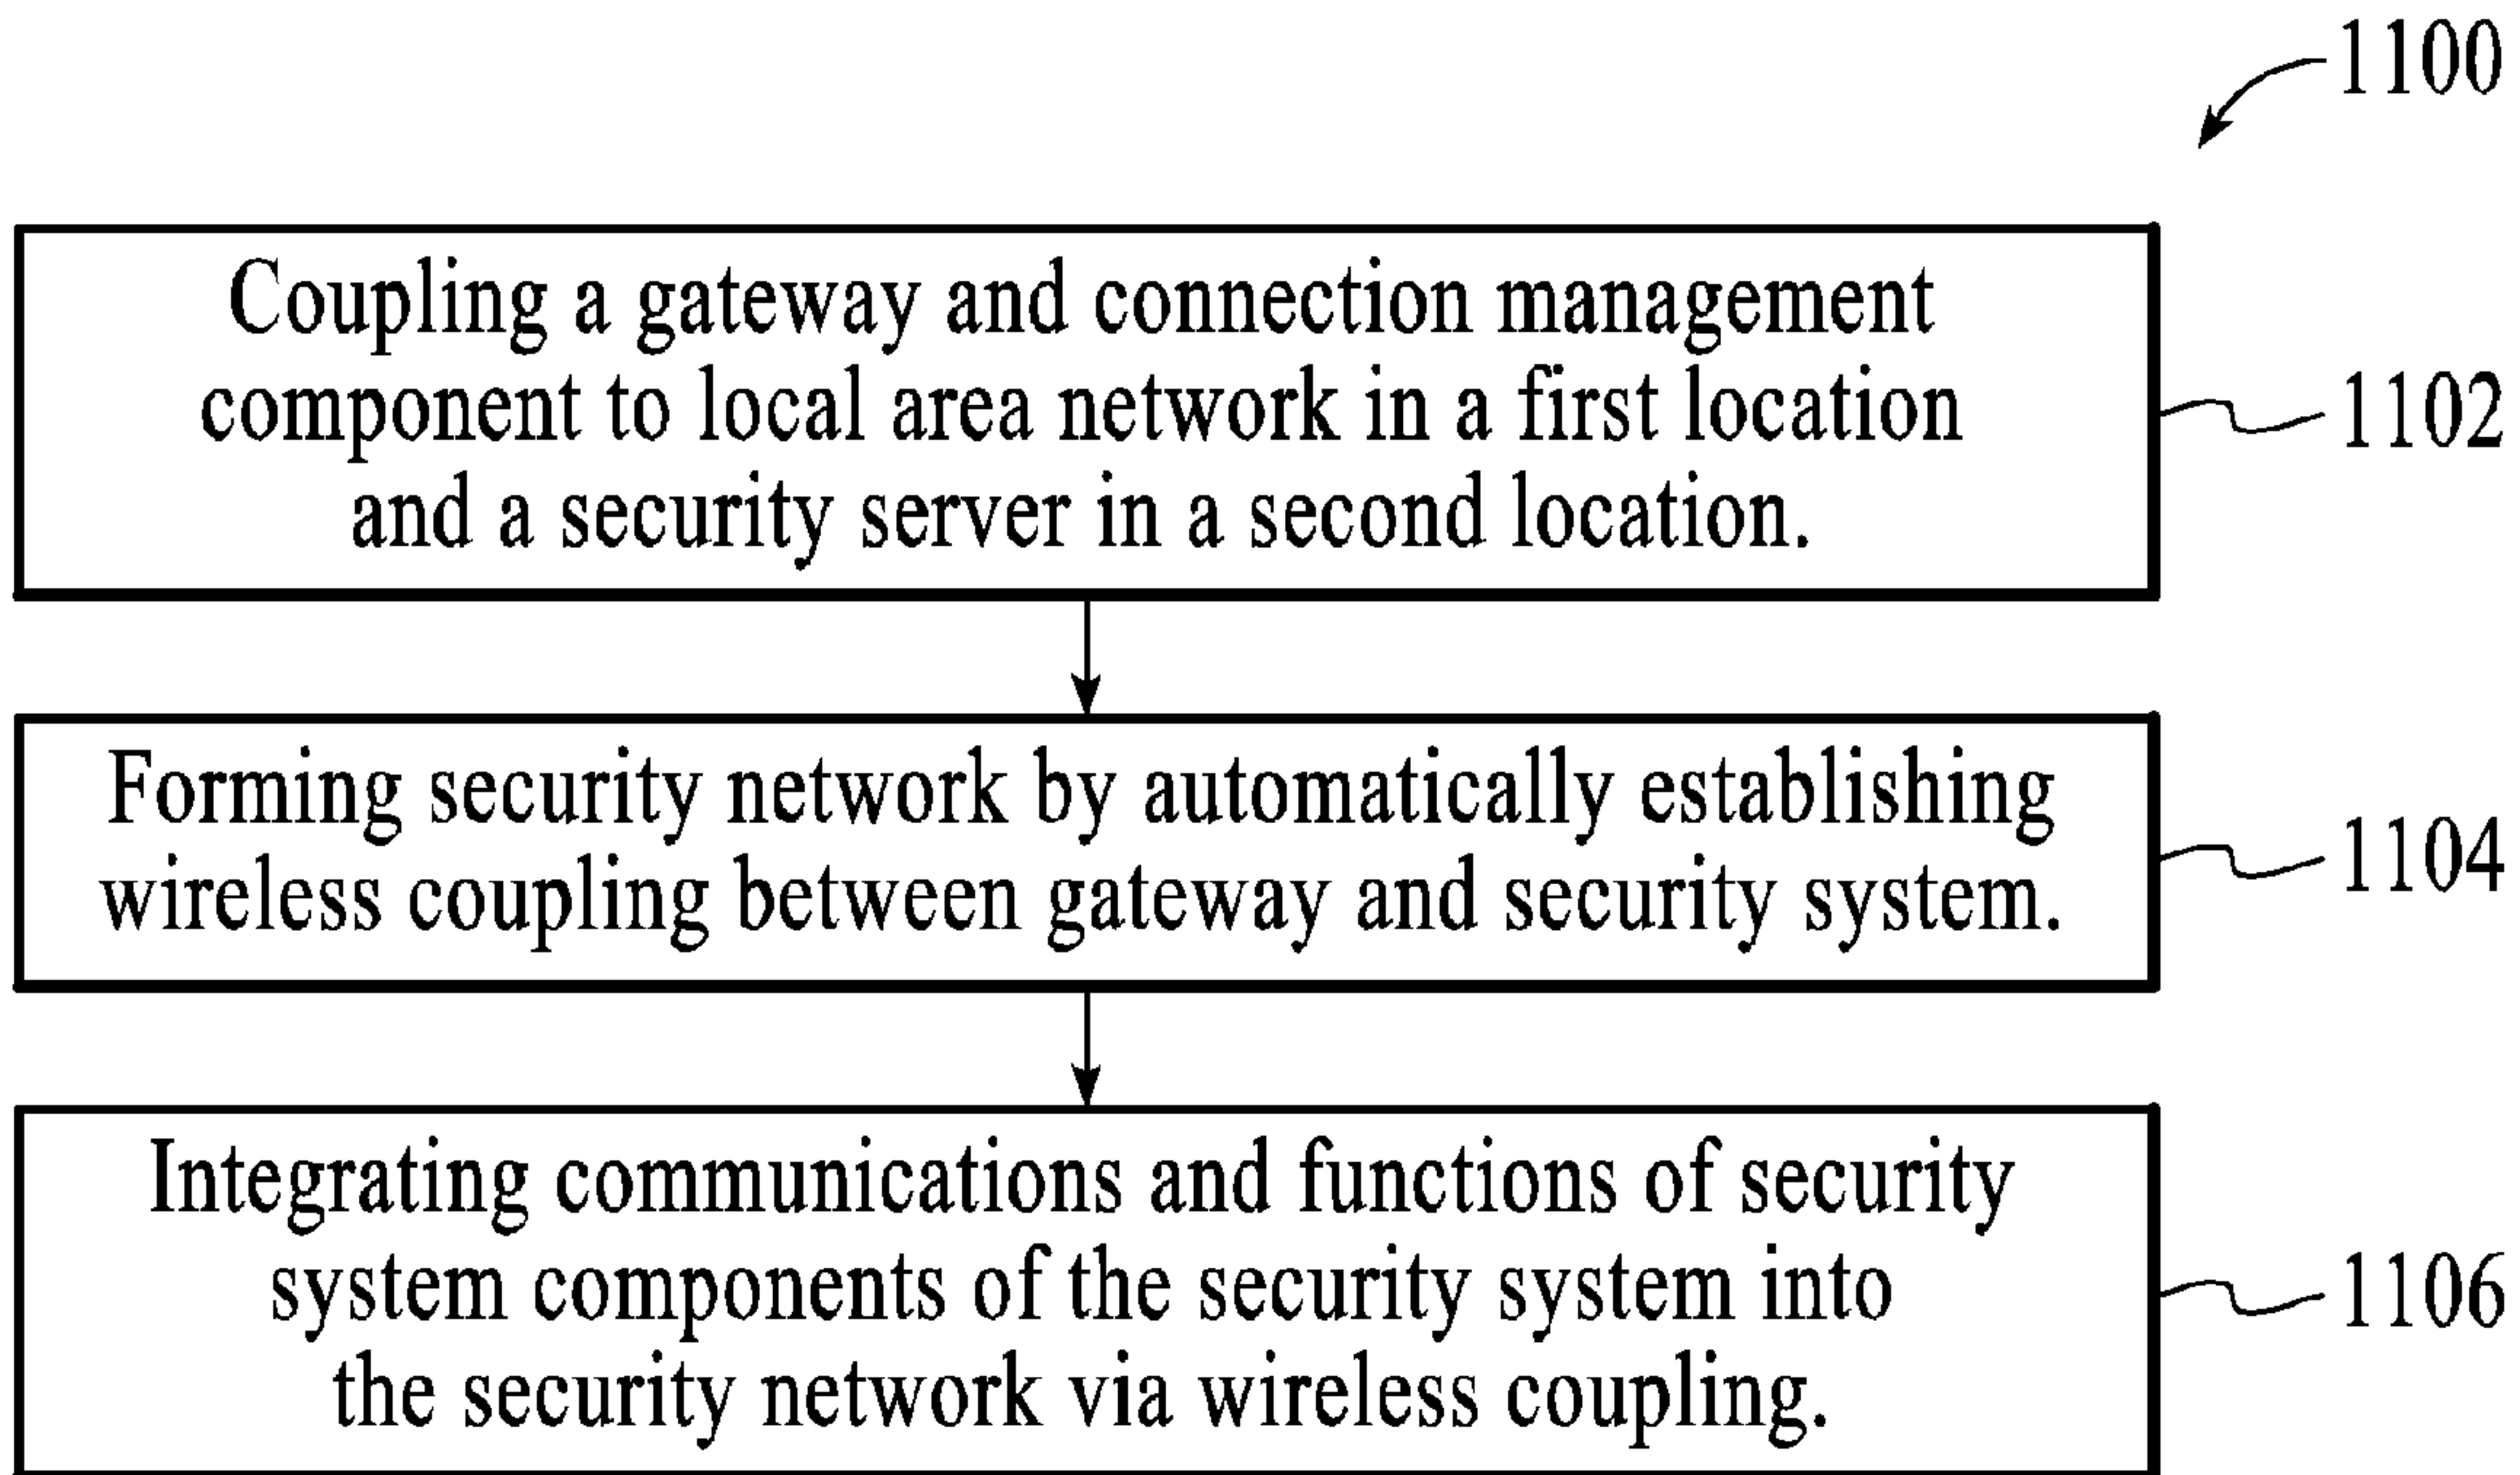 1100
Coupling a gateway and connection management
component to local area network in a first location
and a security server in a second location.
1102
Forming security network by automatically establishing
wireless coupling between gateway and security system.
1104
Integrating communications and functions of security
system components of the security system into
the security network via wireless coupling.
1106